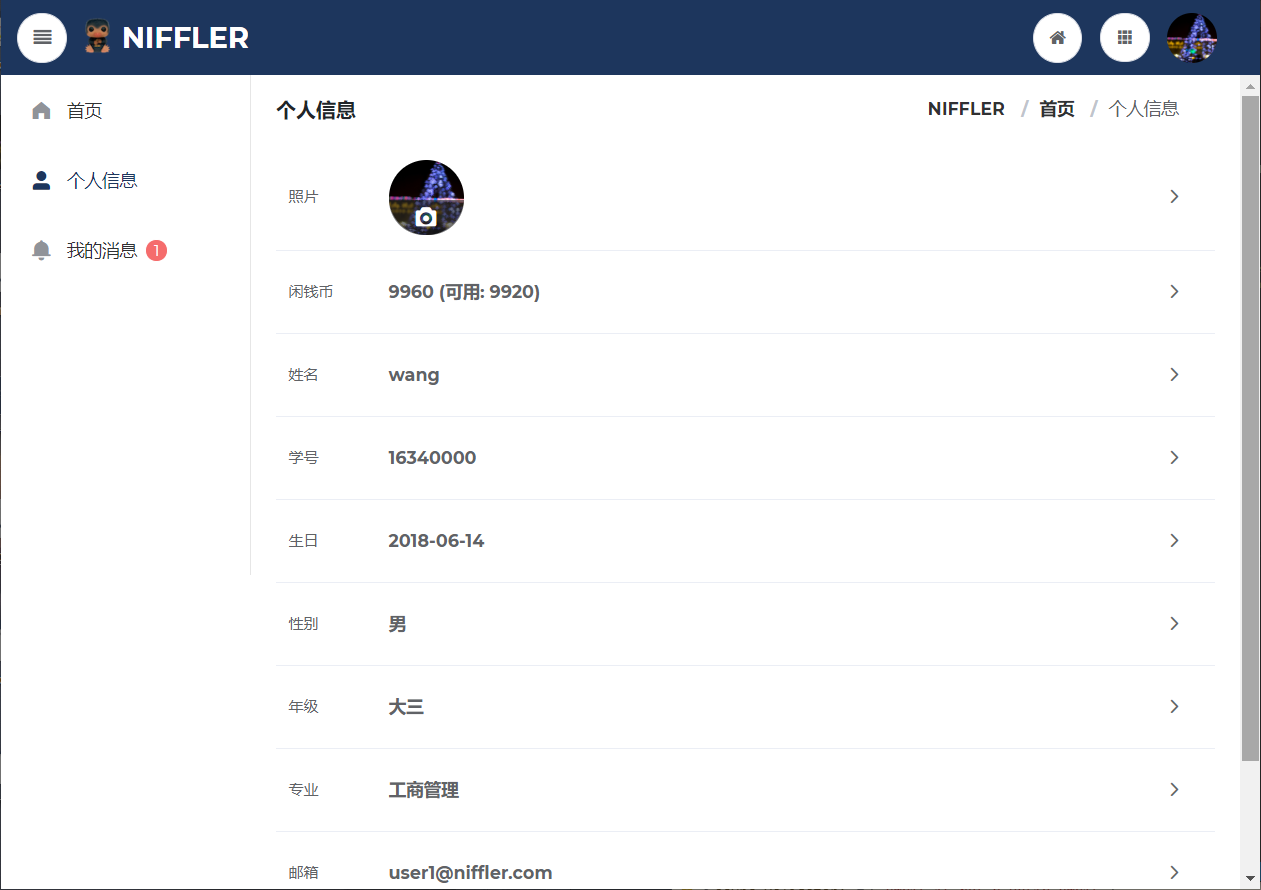 NIFFLER
首页
个人信息
我的消息 1
个人信息
NIFFLER / 首页 / 个人信息
照片
闲钱币 9960 (可用: 9920)
姓名 wang
学号 16340000
生日 2018-06-14
性别 男
年级 大三
专业 工商管理
邮箱 user1@niffler.com